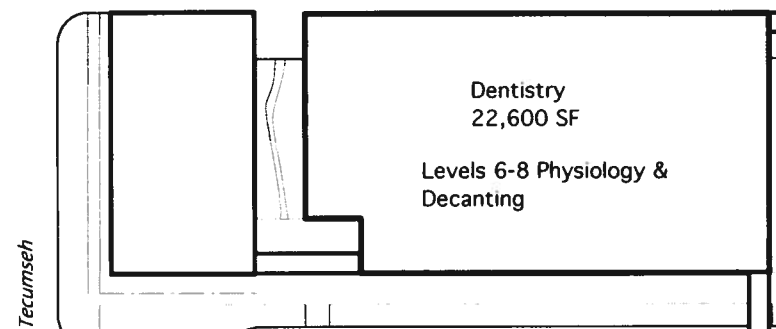 Dentistry
22,600 SF
Levels 6-8 Physiology &
Decanting
Tecumseh